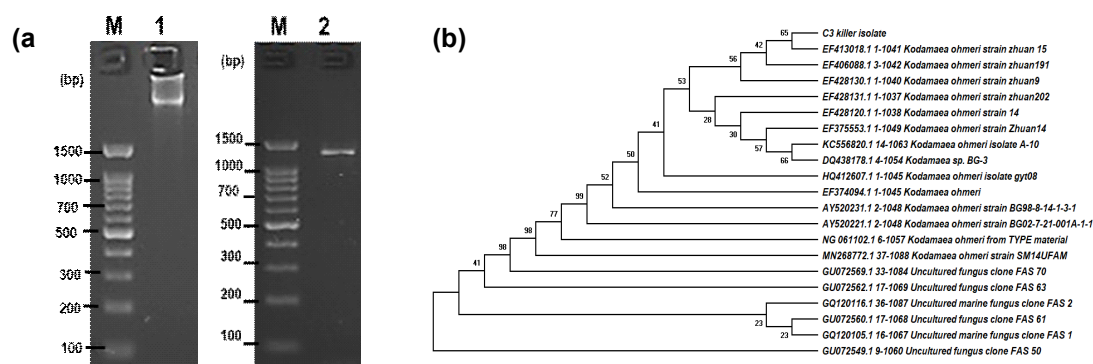 (a)
M 1
(bp)
1500
1000
700
500
300
200
100
M 2
(bp)
1500
1000
700
500
300
200
100
(b)
C3 killer isolate
EF413018.1 1-1041 Kodamaea ohmeri strain zhuan 15
EF406088.1 3-1042 Kodamaea ohmeri strain zhuan191
EF428130.1 1-1040 Kodamaea ohmeri strain zhuan9
EF428131.1 1-1037 Kodamaea ohmeri strain zhuan202
EF428120.1 1-1038 Kodamaea ohmeri strain 14
EF375553.1 1-1049 Kodamaea ohmeri strain Zhuan14
KC556820.1 14-1063 Kodamaea ohmeri isolate A-10
DQ438178.1 4-1054 Kodamaea sp. BG-3
HQ412607.1 1-1045 Kodamaea ohmeri isolate gyt08
EF374094.1 1-1045 Kodamaea ohmeri
AY520231.1 2-1048 Kodamaea ohmeri strain BG98-8-14-1-3-1
AY520221.1 2-1048 Kodamaea ohmeri strain BG02-7-21-001A-1-1
NG 061102.1 6-1057 Kodamaea ohmeri from TYPE material
MN268772.1 37-1088 Kodamaea ohmeri strain SM14UFAM
GU072569.1 33-1084 Uncultured fungus clone FAS 70
GU072562.1 17-1069 Uncultured fungus clone FAS 63
GQ120116.1 36-1087 Uncultured marine fungus clone FAS 2
GU072560.1 17-1068 Uncultured fungus clone FAS 61
GQ120105.1 16-1067 Uncultured marine fungus clone FAS 1
GU072549.1 9-1060 Uncultured fungus clone FAS 50
65
42
56
53
28
30
57
66
41
50
52
99
77
98
98
41
23
23